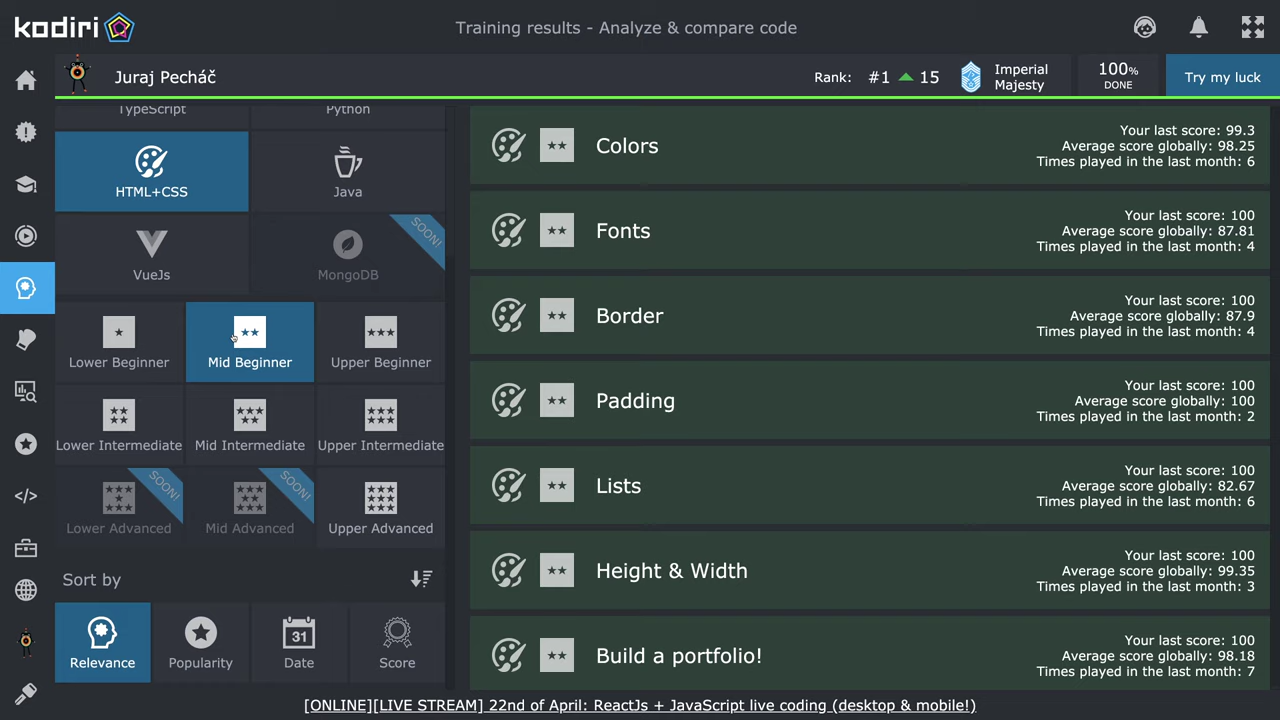 kodiri
Training results - Analyze & compare code
Juraj Pecháč
Rank: #1 15
Imperial
Majesty
100%
DONE
Try my luck
TypeScript
Python
HTML+CSS
Java
VueJs
MongoDB
SOON!
Lower Beginner
Mid Beginner
Upper Beginner
Lower Intermediate
Mid Intermediate
Upper Intermediate
Lower Advanced
SOON!
Mid Advanced
SOON!
Upper Advanced
Sort by
Relevance
Popularity
31
Date
Score
Colors
Your last score: 99.3
Average score globally: 98.25
Times played in the last month: 6
Fonts
Your last score: 100
Average score globally: 87.81
Times played in the last month: 4
Border
Your last score: 100
Average score globally: 87.9
Times played in the last month: 4
Padding
Your last score: 100
Average score globally: 100
Times played in the last month: 2
Lists
Your last score: 100
Average score globally: 82.67
Times played in the last month: 6
Height & Width
Your last score: 100
Average score globally: 99.35
Times played in the last month: 3
Build a portfolio!
Your last score: 100
Average score globally: 98.18
Times played in the last month: 7
[ONLINE][LIVE STREAM] 22nd of April: ReactJs + JavaScript live coding (desktop & mobile!)